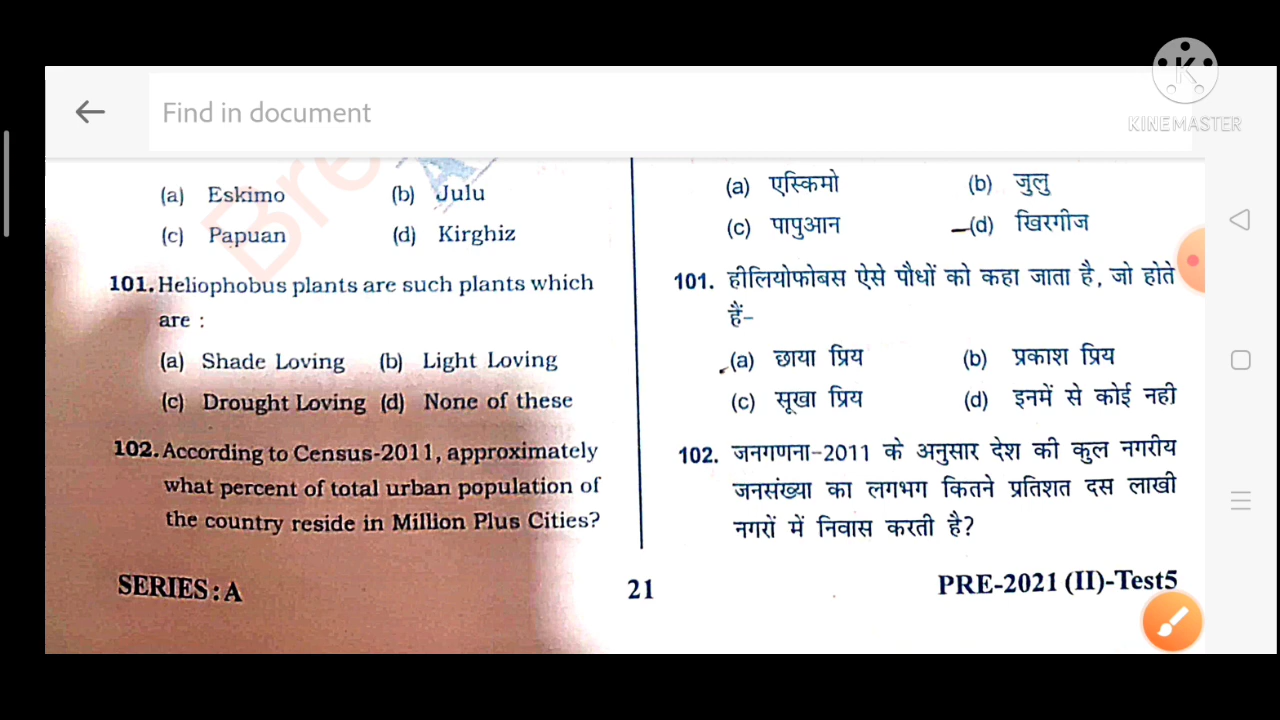 Find in document
KINEMASTER
Bre
(a) Eskimo (b) Julu
(c) Papuan (d) Kirghiz
101. Heliophobus plants are such plants which
are :
(a) Shade Loving (b) Light Loving
(c) Drought Loving (d) None of these
102. According to Census-2011, approximately
what percent of total urban population of
the country reside in Million Plus Cities?
(a) एस्किमो (b) जुलु
(c) पापुआन (d) खिरगीज
101. हीलियोफोबस ऐसे पौधों को कहा जाता है, जो होते
हैं-
(a) छाया प्रिय (b) प्रकाश प्रिय
(c) सूखा प्रिय (d) इनमें से कोई नही
102. जनगणना-2011 के अनुसार देश की कुल नगरीय
जनसंख्या का लगभग कितने प्रतिशत दस लाखी
नगरों में निवास करती है?
SERIES : A 21 PRE-2021 (II)-Test5